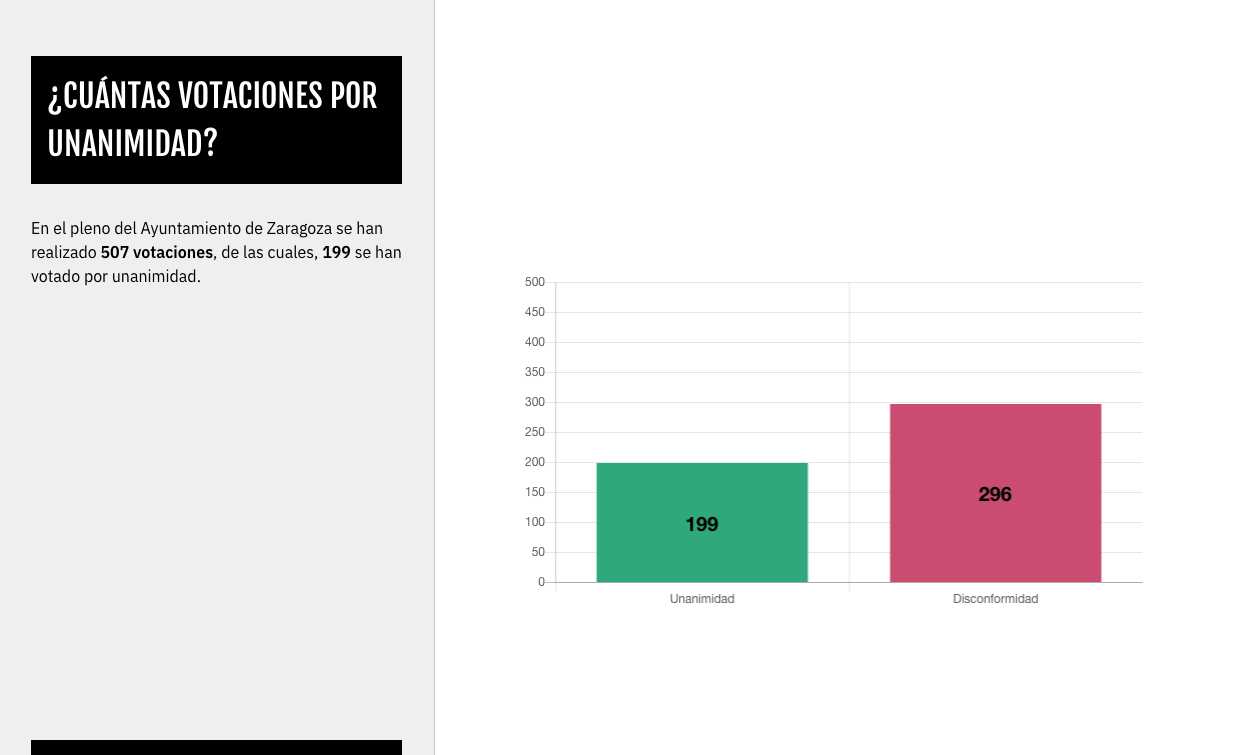 ¿CUÁNTAS VOTACIONES POR
UNANIMIDAD?
En el pleno del Ayuntamiento de Zaragoza se han
realizado 507 votaciones, de las cuales, 199 se han
votado por unanimidad.
500
450
400
350
300
250
200
150
100
50
0
199
296
Unanimidad
Disconformidad